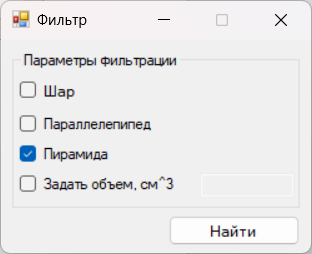 Фильтр
Параметры фильтрации
Шар
Параллелепипед
Пирамида
Задать объем, см^3
Найти